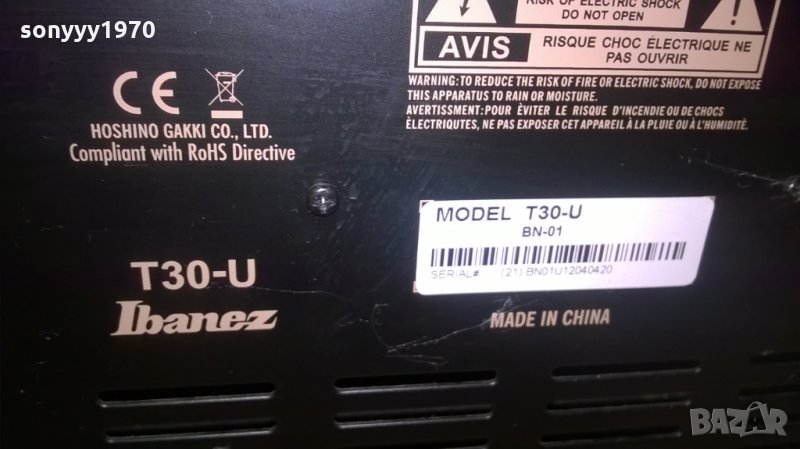 sonyyy1970
RISK OF ELECTRIC SHOCK
DO NOT OPEN
AVIS
RISQUE CHOC ÉLECTRIQUE NE
PAS OUVRIR
WARNING: TO REDUCE THE RISK OF FIRE OR ELECTRIC SHOCK, DO NOT EXPOSE
THIS APPARATUS TO RAIN OR MOISTURE.
AVERTISSEMENT: POUR ÉVITER LE RISQUE D'INCENDIE OU DE CHOCS
ÉLECTRIQUTES, NE PAS EXPOSER CET APPAREIL À LA PLUIE OU À L'HUMIDITÉ.
CE
HOSHINO GAKKI CO., LTD.
Compliant with RoHS Directive
MODEL T30-U
BN-01
SERIAL# (21) BN01U12040420
T30-U
Ibanez
MADE IN CHINA
BAZAR